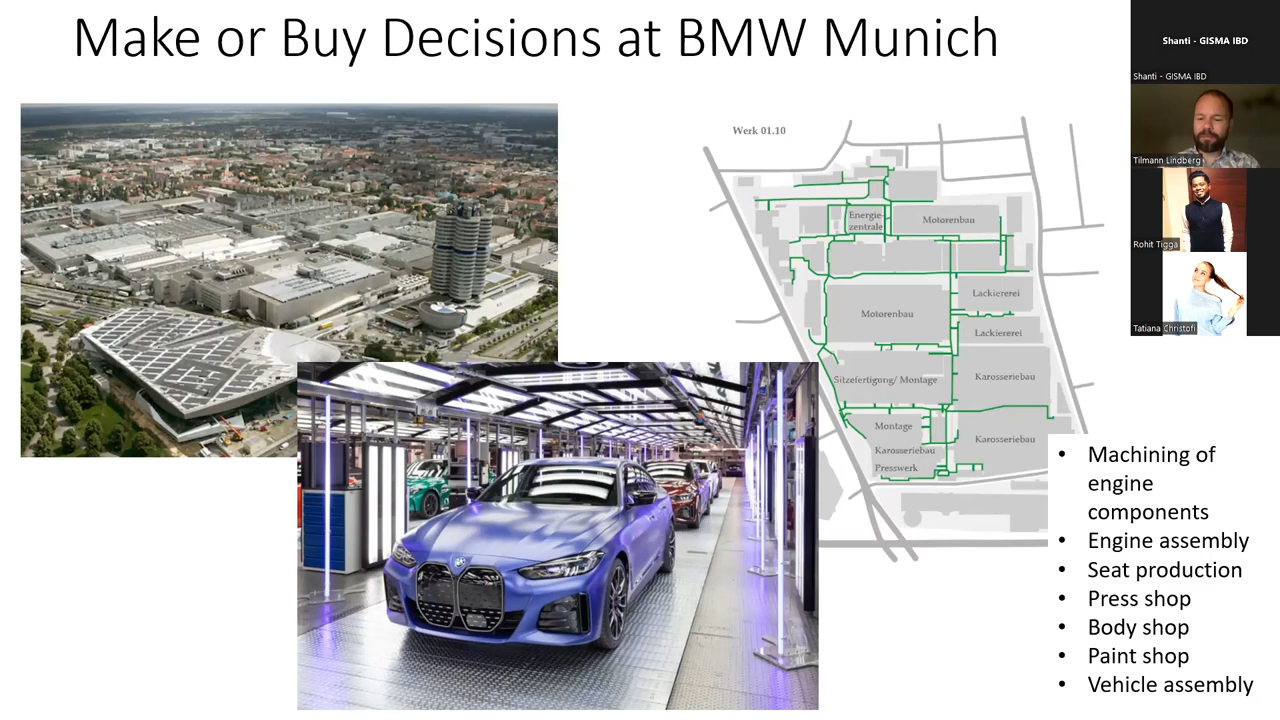 Make or Buy Decisions at BMW Munich
Shanti - GISMA IBD
Shanti - GISMA IBD
Tilmann Lindberg
Rohit Tigga
Tatiana Christofi
Werk 01.10
Energie-
zentrale
Motorenbau
Lackiererei
Motorenbau
Lackiererei
Sitzefertigung/ Montage
Karosseriebau
Montage
Karosseriebau
Karosseriebau
Presswerk
• Machining of
engine
components
• Engine assembly
• Seat production
• Press shop
• Body shop
• Paint shop
• Vehicle assembly